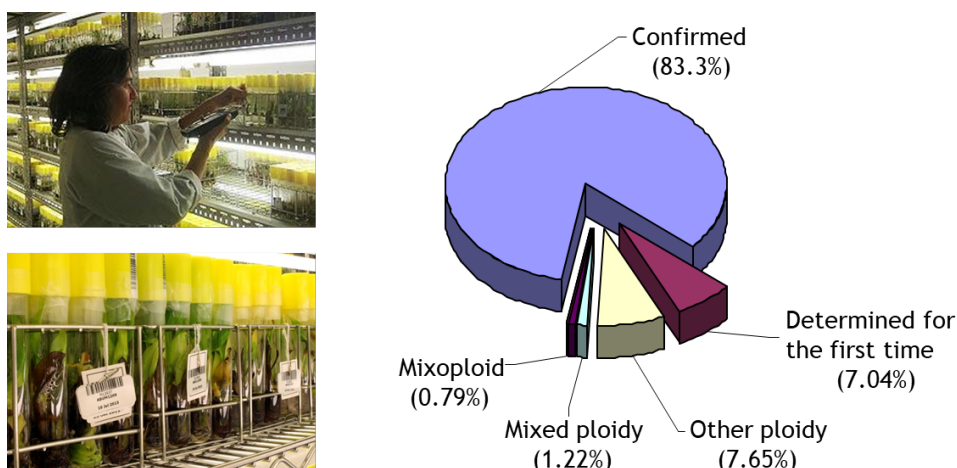 Confirmed
(83.3%)
Determined for
the first time
(7.04%)
Mixoploid
(0.79%)
Mixed ploidy
(1.22%)
Other ploidy
(7.65%)